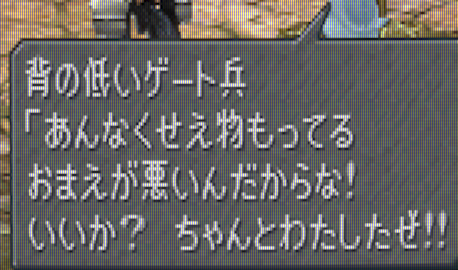 背の低いゲート兵
「あんなくせえ物もってる
おまえが悪いんだからな!
いいか? ちゃんとわたしたぜ!!